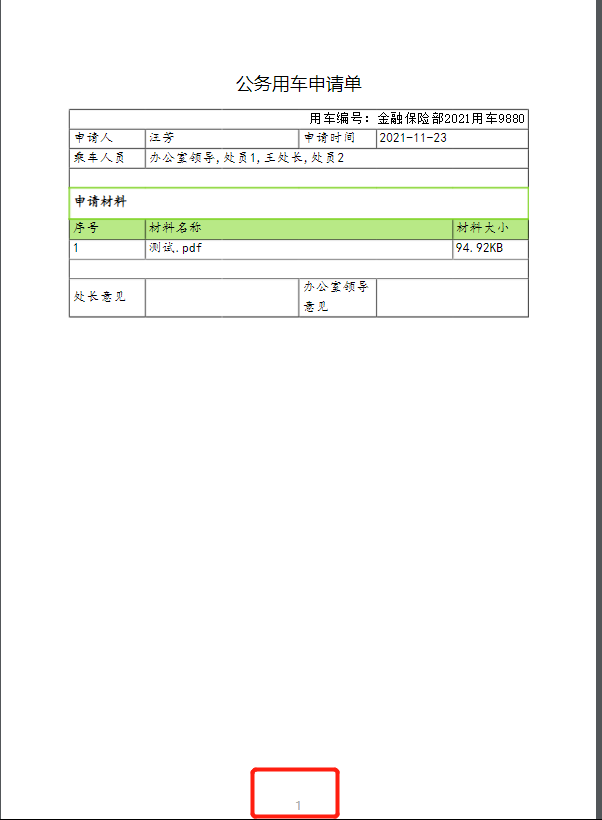 公务用车申请单
用车编号: 金融保险部2021用车9880
申请人 汪芳 申请时间 2021-11-23
乘车人员 办公室领导,处员1,王处长,处员2
申请材料
序号 材料名称 材料大小
1 测试.pdf 94.92KB
处长意见 办公室领导
意见
1